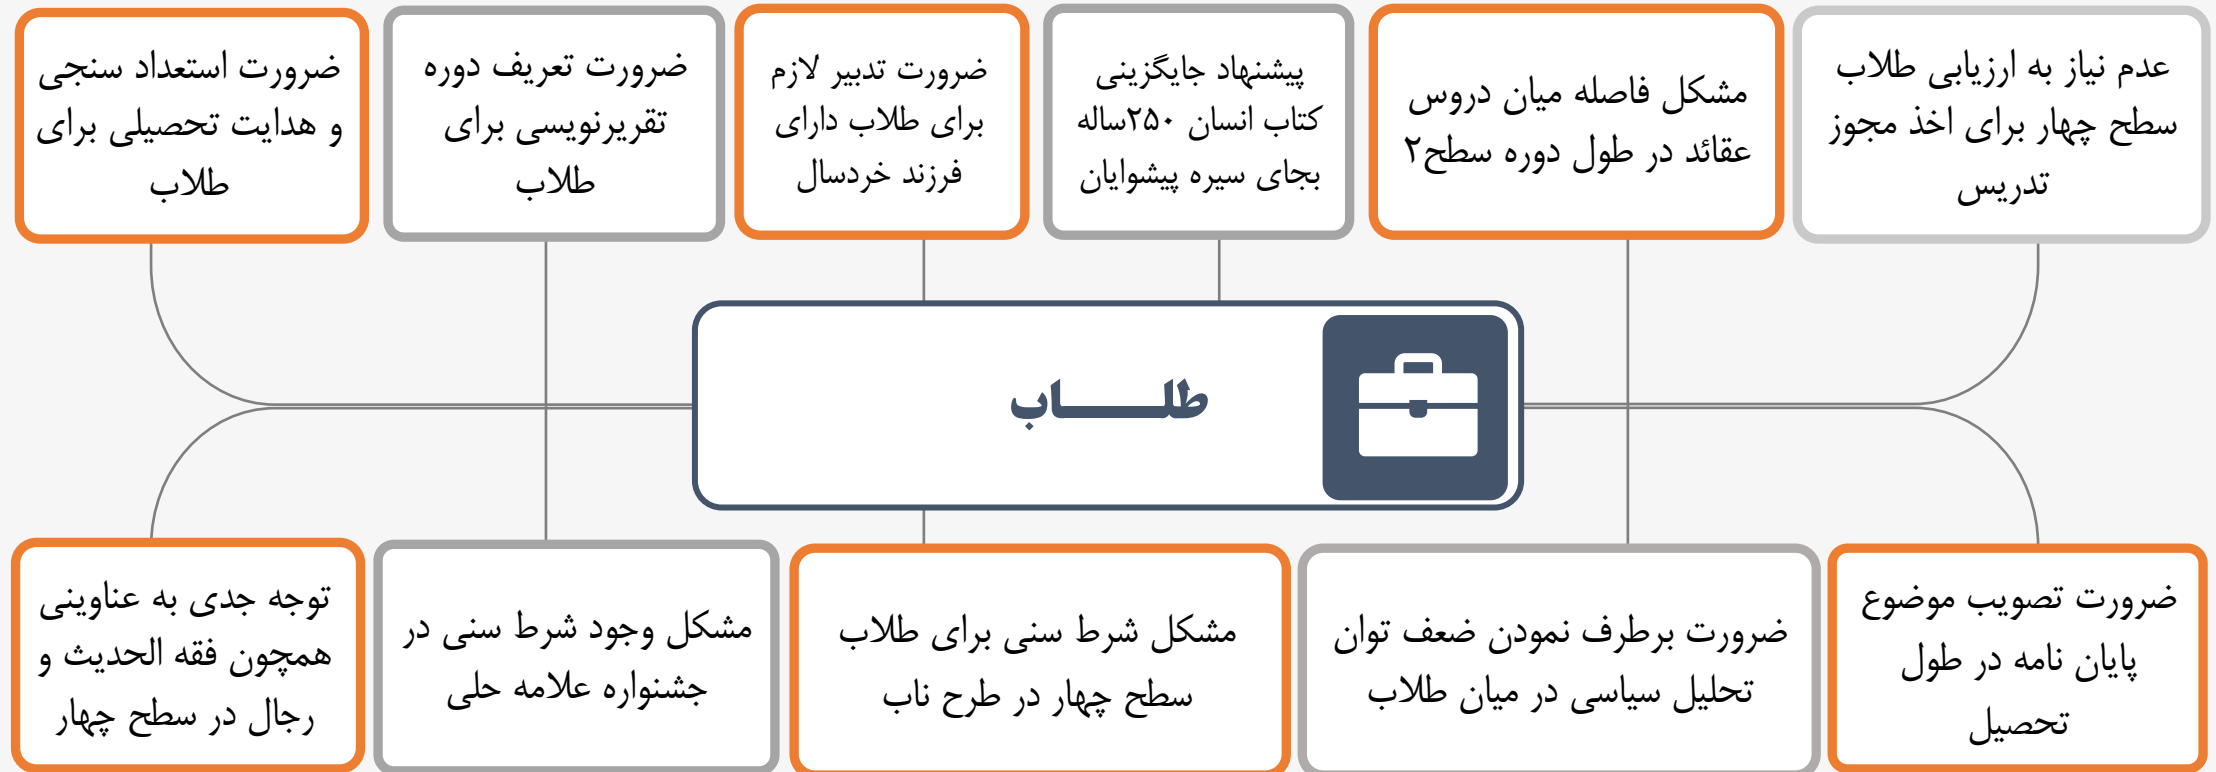 عدم نیاز به ارزیابی طلاب
سطح چهار برای اخذ مجوز
تدریس
مشکل فاصله میان دروس
عقائد در طول دوره سطح۲
پیشنهاد جایگزینی
کتاب انسان ۲۵۰ساله
بجای سیره پیشوایان
ضرورت تدبیر لازم
برای طلاب دارای
فرزند خردسال
ضرورت تعریف دوره
تقریرنویسی برای
طلاب
ضرورت استعداد سنجی
و هدایت تحصیلی برای
طلاب
طلـــــاب
ضرورت تصویب موضوع
پایان نامه در طول
تحصیل
ضرورت برطرف نمودن ضعف توان
تحلیل سیاسی در میان طلاب
مشکل شرط سنی برای طلاب
سطح چهار در طرح ناب
مشکل وجود شرط سنی در
جشنواره علامه حلی
توجه جدی به عناوینی
همچون فقه الحدیث و
رجال در سطح چهار